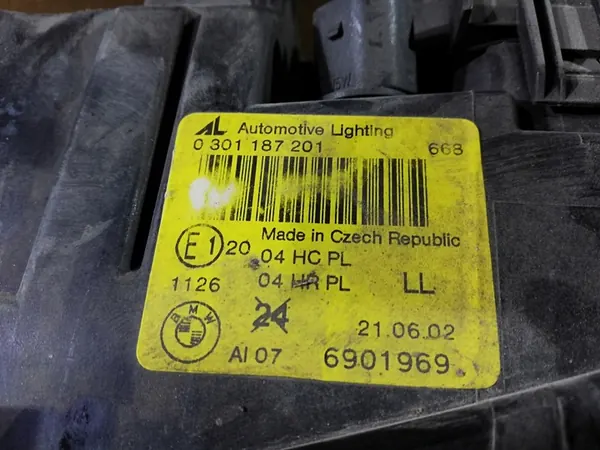 AL Automotive Lighting
0 301 187 201 668
Made in Czech Republic
E1 20 04 HC PL
1126 04 HR PL LL
BMW 24 21.06.02
AI 07 6901969